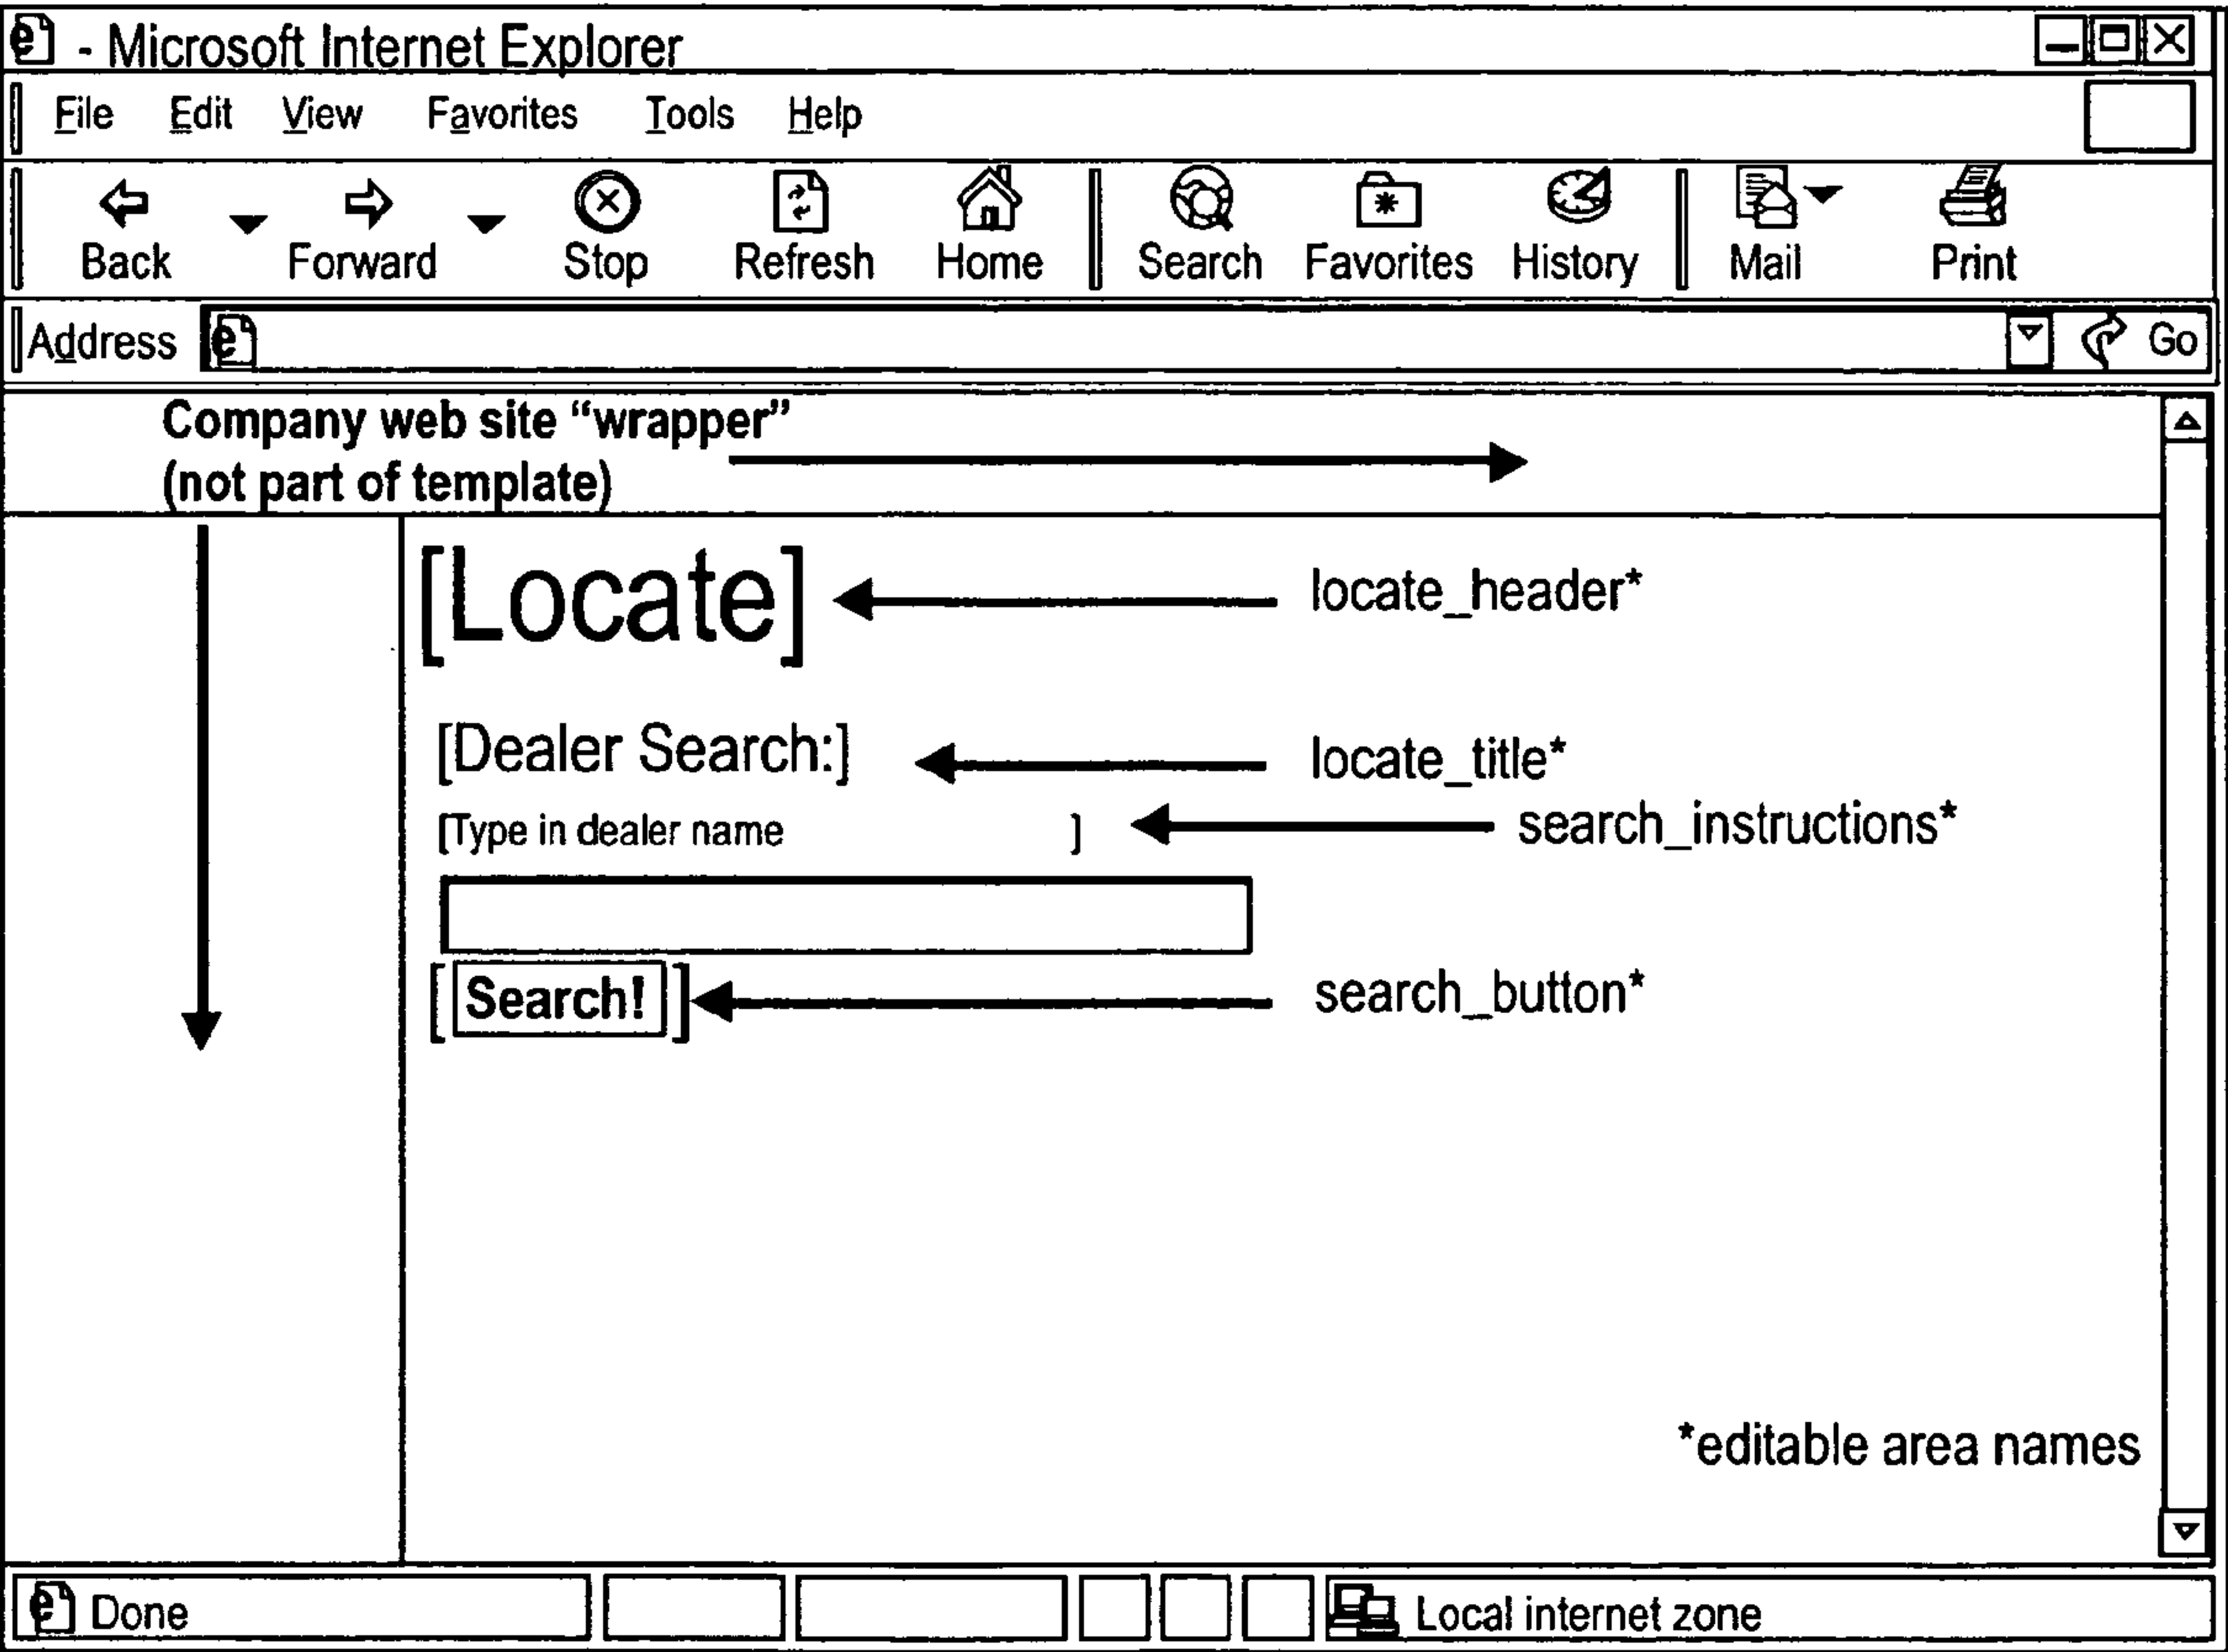 - Microsoft Internet Explorer
File Edit View Favorites Tools Help
Back Forward Stop Refresh Home Search Favorites History Mail Print
Address Go
Company web site “wrapper”
(not part of template)
[Locate] locate_header*
[Dealer Search:] locate_title*
[Type in dealer name ] search_instructions*
[Search!] search_button*
*editable area names
Done Local internet zone